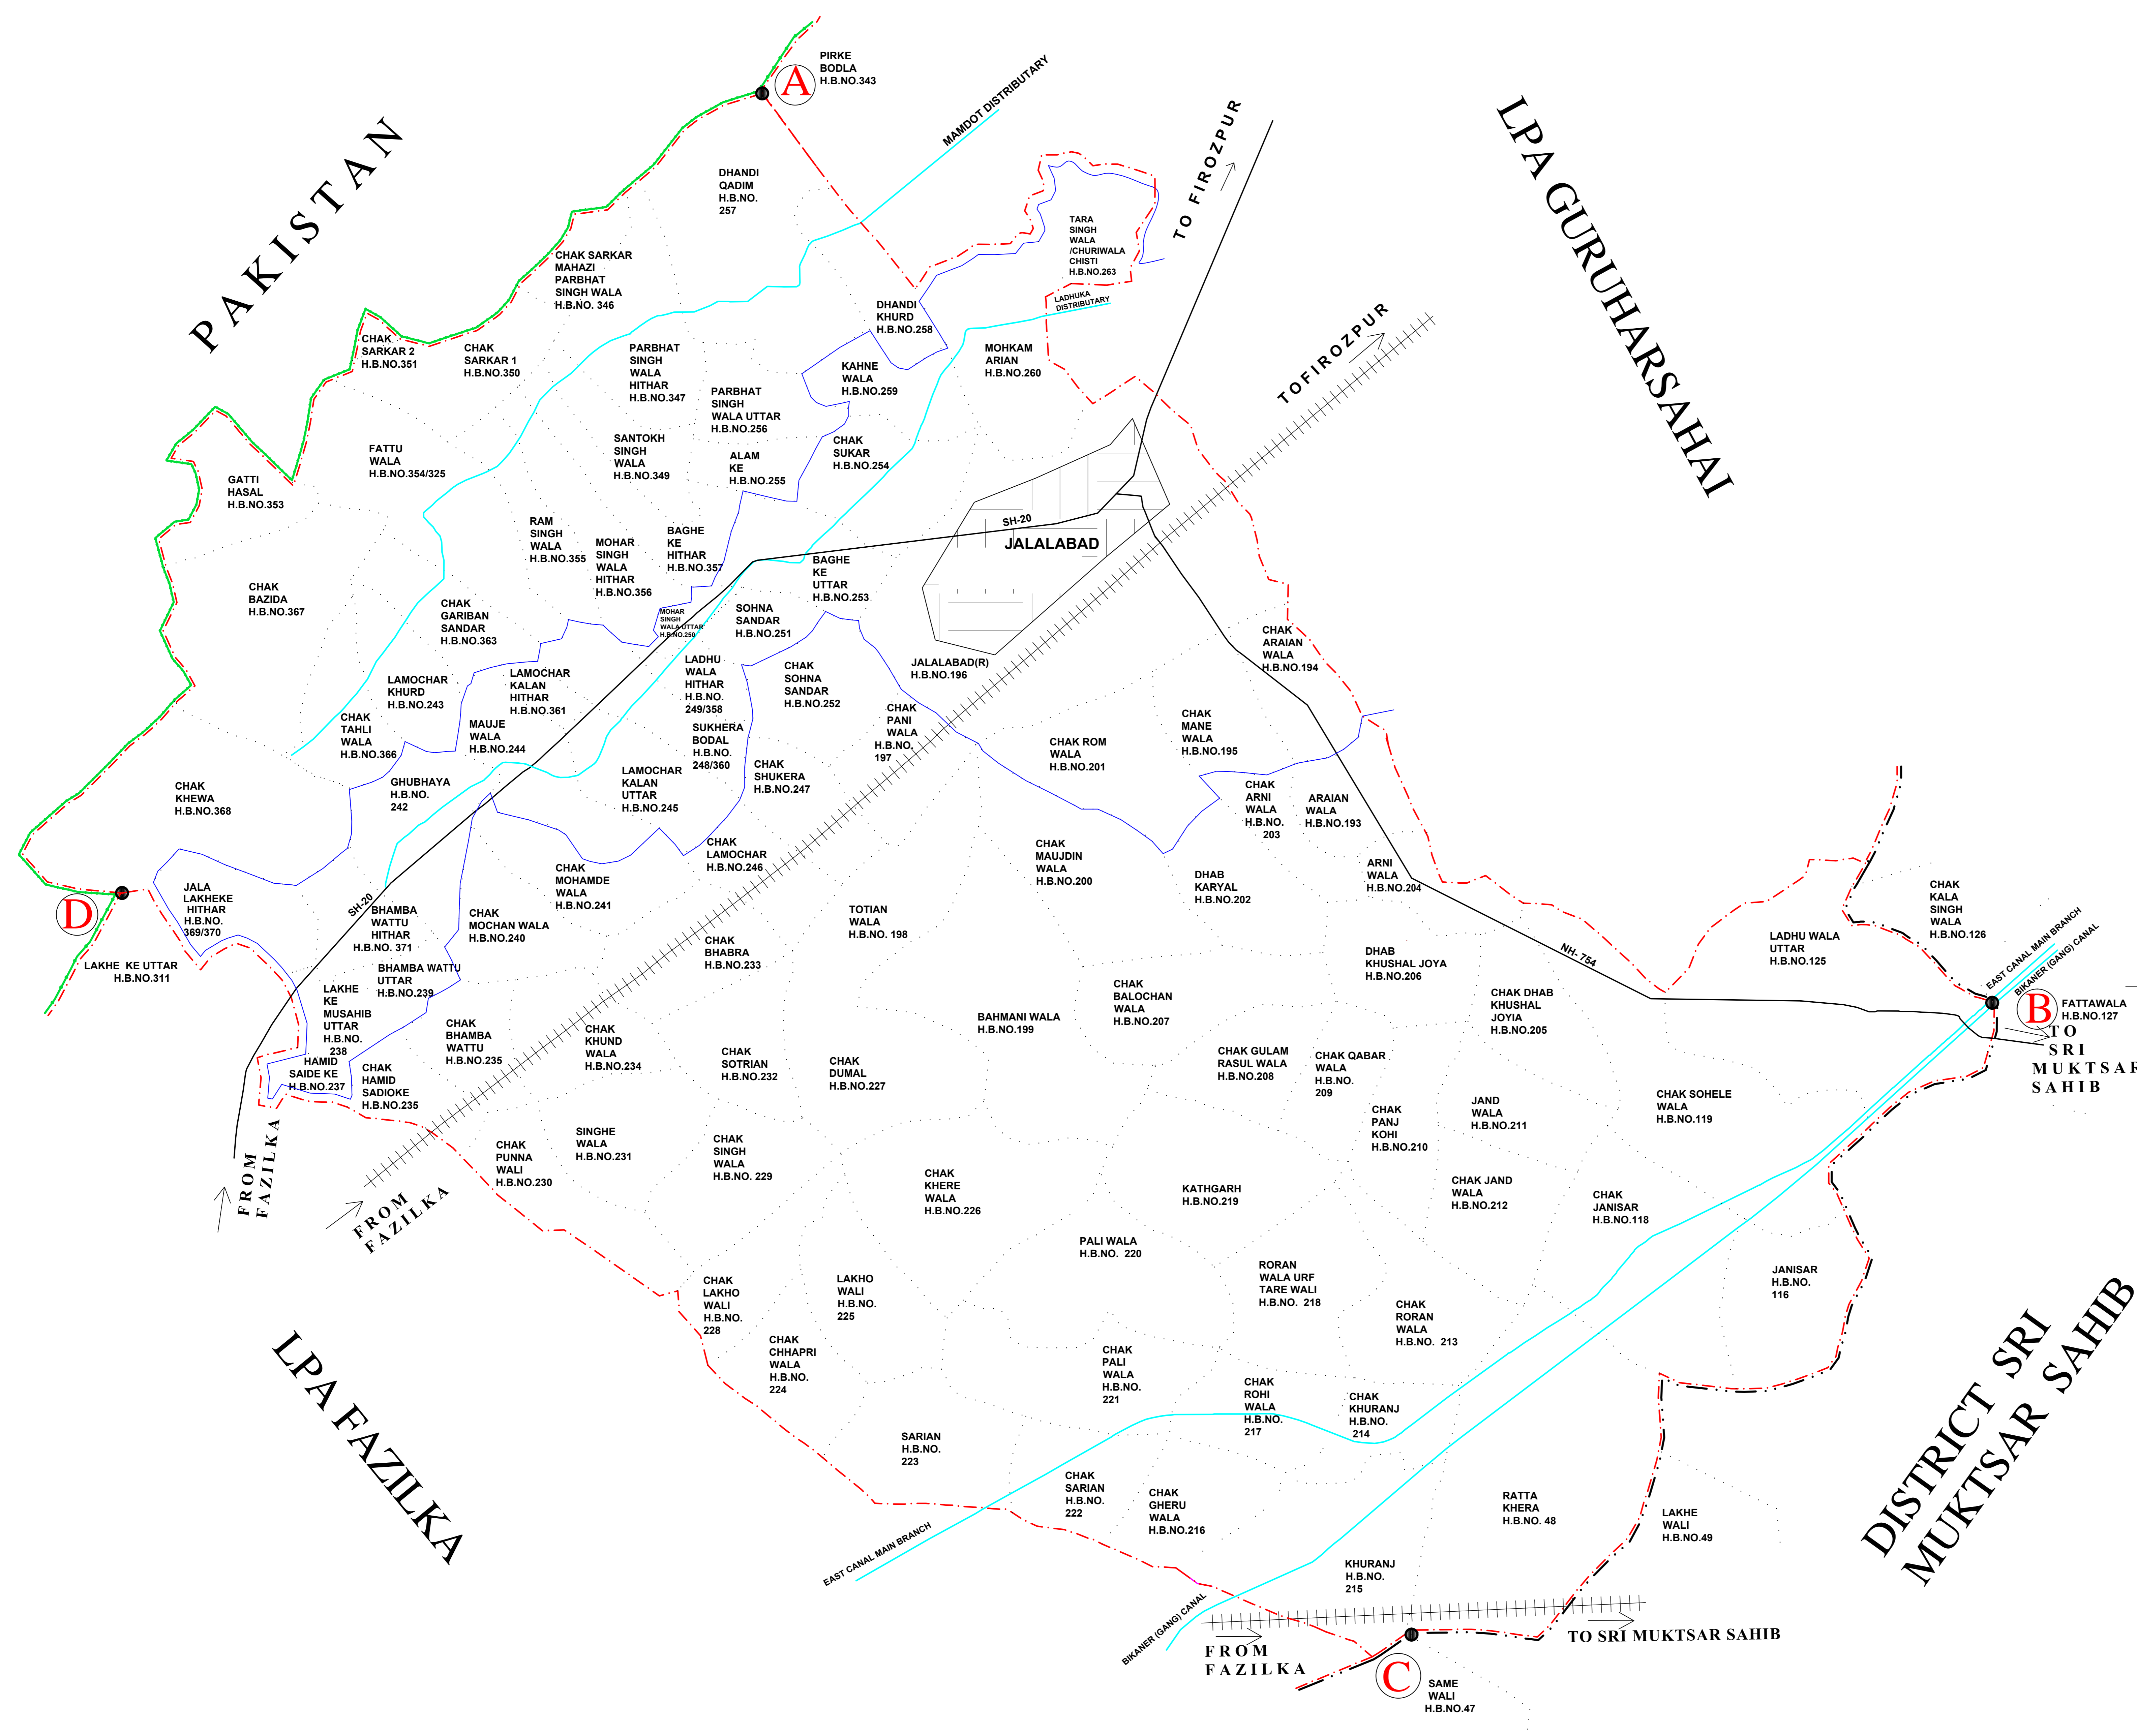 PIRKE
BODLA
H.B.NO.343
A
MAMDOT DISTRIBUTARY
TO FIROZPUR
LPA GURUHARSAHAI
PAKISTAN
DHANDI
QADIM
H.B.NO.
257
TARA
SINGH
WALA
/CHURIWALA
CHISTI
H.B.NO.263
CHAK SARKAR
MAHAZI
PARBHAT
SINGH WALA
H.B.NO. 346
LADHUKA
DISTRIBUTARY
DHANDI
KHURD
H.B.NO.258
TOFIROZPUR
CHAK
SARKAR 2
H.B.NO.351
CHAK
SARKAR 1
H.B.NO.350
PARBHAT
SINGH
WALA
HITHAR
H.B.NO.347
MOHKAM
ARIAN
H.B.NO.260
KAHNE
WALA
H.B.NO.259
PARBHAT
SINGH
WALA UTTAR
H.B.NO.256
FATTU
WALA
H.B.NO.354/325
SANTOKH
SINGH
WALA
H.B.NO.349
ALAM
KE
H.B.NO.255
CHAK
SUKAR
H.B.NO.254
GATTI
HASAL
H.B.NO.353
RAM
SINGH
WALA
H.B.NO.355
MOHAR
SINGH
WALA
HITHAR
H.B.NO.356
BAGHE
KE
HITHAR
H.B.NO.357
SH-20
JALALABAD
BAGHE
KE
UTTAR
H.B.NO.253
CHAK
BAZIDA
H.B.NO.367
CHAK
GARIBAN
SANDAR
H.B.NO.363
MOHAR
SINGH
WALA UTTAR
H.B.NO.250
SOHNA
SANDAR
H.B.NO.251
CHAK
ARAIAN
WALA
H.B.NO.194
LAMOCHAR
KHURD
H.B.NO.243
LAMOCHAR
KALAN
HITHAR
H.B.NO.361
LADHU
WALA
HITHAR
H.B.NO.
249/358
CHAK
SOHNA
SANDAR
H.B.NO.252
JALALABAD(R)
H.B.NO.196
CHAK
TAHLI
WALA
H.B.NO.366
MAUJE
WALA
H.B.NO.244
SUKHERA
BODAL
H.B.NO.
248/360
CHAK
PANI
WALA
H.B.NO.
197
CHAK ROM
WALA
H.B.NO.201
CHAK
MANE
WALA
H.B.NO.195
CHAK
KHEWA
H.B.NO.368
GHUBHAYA
H.B.NO.
242
LAMOCHAR
KALAN
UTTAR
H.B.NO.245
CHAK
SHUKERA
H.B.NO.247
CHAK
ARNI
WALA
H.B.NO.
203
ARAIAN
WALA
H.B.NO.193
CHAK
LAMOCHAR
H.B.NO.246
CHAK
MAUJDIN
WALA
H.B.NO.200
ARNI
WALA
H.B.NO.204
DHAB
KARYAL
H.B.NO.202
CHAK
MOHAMDE
WALA
H.B.NO.241
JALA
LAKHEKE
HITHAR
H.B.NO.
369/370
SH-20
BHAMBA
WATTU
HITHAR
H.B.NO. 371
CHAK
MOCHAN WALA
H.B.NO.240
TOTIAN
WALA
H.B.NO. 198
CHAK
KALA
SINGH
WALA
H.B.NO.126
D
LAKHE KE UTTAR
H.B.NO.311
BHAMBA WATTU
UTTAR
H.B.NO.239
CHAK
BHABRA
H.B.NO.233
DHAB
KHUSHAL JOYA
H.B.NO.206
NH- 754
LADHU WALA
UTTAR
H.B.NO.125
EAST CANAL MAIN BRANCH
BIKANER (GANG) CANAL
B
FATTAWALA
H.B.NO.127
TO
SRI
MUKTSAR
SAHIB
LAKHE
KE
MUSAHIB
UTTAR
H.B.NO.
238
CHAK
BALOCHAN
WALA
H.B.NO.207
CHAK DHAB
KHUSHAL
JOYIA
H.B.NO.205
BAHMANI WALA
H.B.NO.199
CHAK
BHAMBA
WATTU
H.B.NO.235
CHAK
KHUND
WALA
H.B.NO.234
CHAK
SOTRIAN
H.B.NO.232
CHAK
DUMAL
H.B.NO.227
CHAK GULAM
RASUL WALA
H.B.NO.208
CHAK QABAR
WALA
H.B.NO.
209
HAMID
SAIDE KE
H.B.NO.237
CHAK
HAMID
SADIOKE
H.B.NO.235
JAND
WALA
H.B.NO.211
CHAK SOHELE
WALA
H.B.NO.119
CHAK
PANJ
KOHI
H.B.NO.210
FROM
FAZILKA
CHAK
PUNNA
WALI
H.B.NO.230
SINGHE
WALA
H.B.NO.231
CHAK
SINGH
WALA
H.B.NO. 229
FROM
FAZILKA
CHAK
KHERE
WALA
H.B.NO.226
KATHGARH
H.B.NO.219
CHAK JAND
WALA
H.B.NO.212
CHAK
JANISAR
H.B.NO.118
PALI WALA
H.B.NO. 220
RORAN
WALA URF
TARE WALI
H.B.NO. 218
JANISAR
H.B.NO.
116
CHAK
LAKHO
WALI
H.B.NO.
228
LAKHO
WALI
H.B.NO.
225
CHAK
RORAN
WALA
H.B.NO. 213
LPA FAZILKA
CHAK
CHHAPRI
WALA
H.B.NO.
224
CHAK
PALI
WALA
H.B.NO.
221
CHAK
ROHI
WALA
H.B.NO.
217
CHAK
KHURANJ
H.B.NO.
214
DISTRICT SRI
MUKTSAR SAHIB
SARIAN
H.B.NO.
223
CHAK
SARIAN
H.B.NO.
222
CHAK
GHERU
WALA
H.B.NO.216
RATTA
KHERA
H.B.NO. 48
LAKHE
WALI
H.B.NO.49
EAST CANAL MAIN BRANCH
KHURANJ
H.B.NO.
215
BIKANER (GANG) CANAL
FROM
FAZILKA
TO SRI MUKTSAR SAHIB
C
SAME
WALI
H.B.NO.47